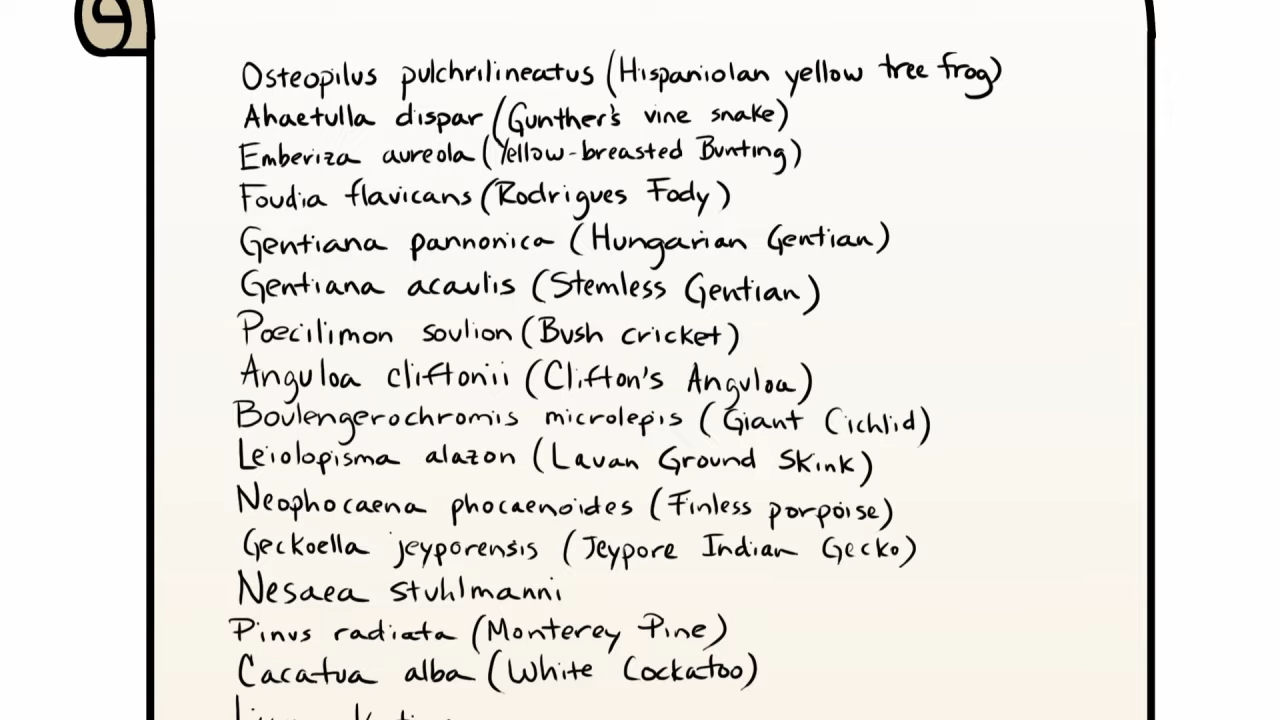 Osteopilus pulchrilineatus (Hispaniolan yellow tree frog)
Ahaetulla dispar (Gunther's vine snake)
Emberiza aureola (Yellow-breasted Bunting)
Foudia flavicans (Rodrigues Fody)
Gentiana pannonica (Hungarian Gentian)
Gentiana acaulis (Stemless Gentian)
Poecilimon soulion (Bush cricket)
Anguloa cliftonii (Clifton's Anguloa)
Boulengerochromis microlepis (Giant Cichlid)
Leiolopisma alazon (Lavan Ground Skink)
Neophocaena phocaenoides (Finless porpoise)
Geckoella jeyporensis (Jeypore Indian Gecko)
Nesaea stuhlmanni
Pinus radiata (Monterey Pine)
Cacatua alba (White Cockatoo)